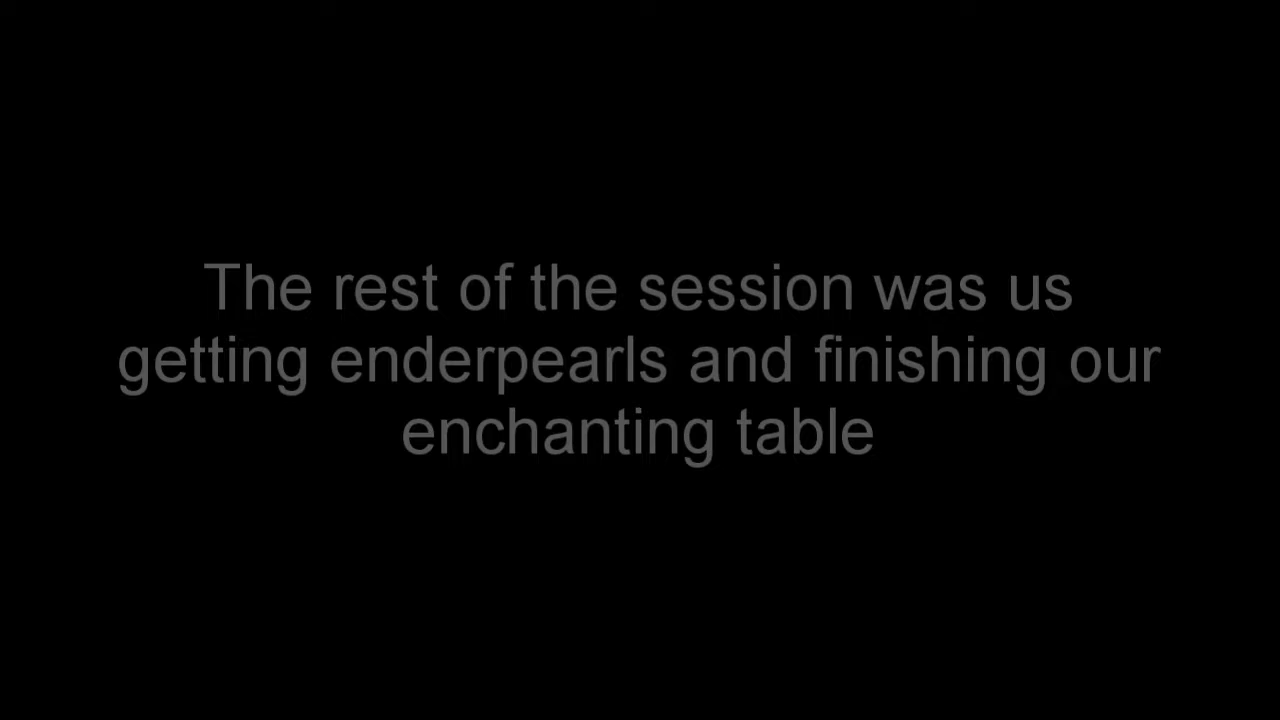 The rest of the session was us
getting enderpearls and finishing our
enchanting table